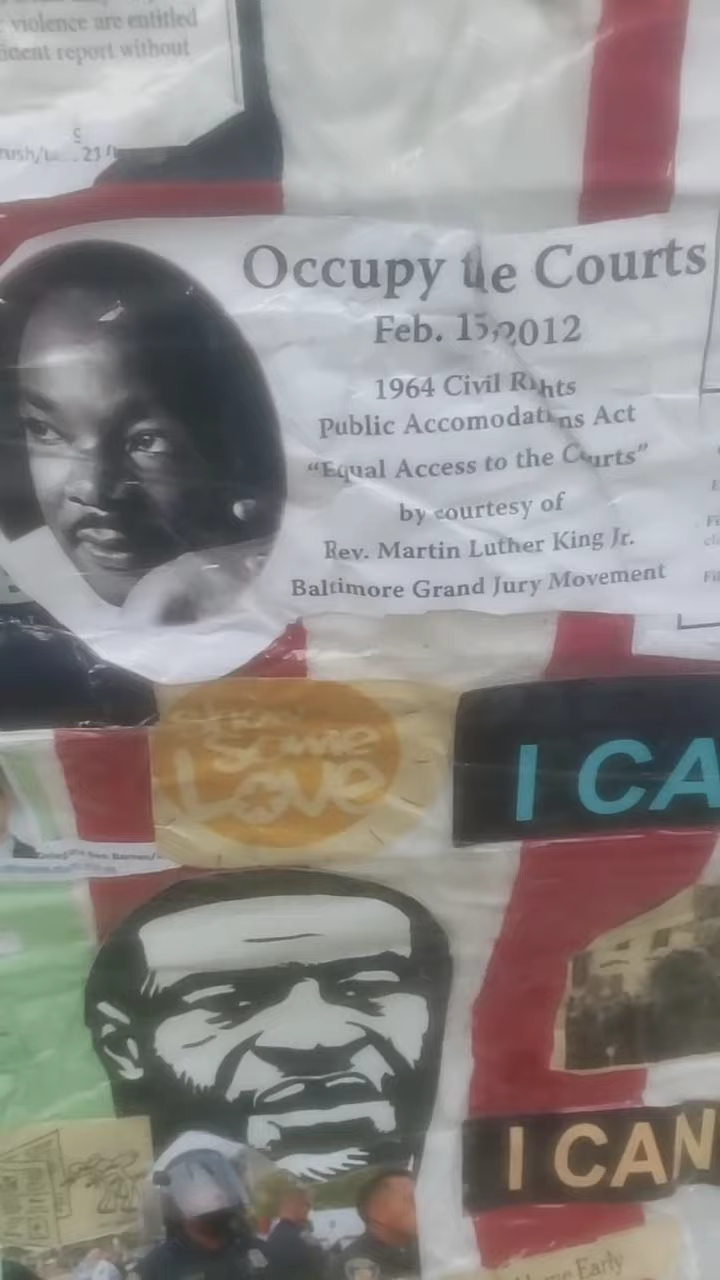 violence are entitled
report without
Occupy the Courts
Feb. 15, 2012
1964 Civil Rights
Public Accomodations Act
“Equal Access to the Courts”
by courtesy of
Rev. Martin Luther King Jr.
Baltimore Grand Jury Movement
show
some
Love
I CA
I CAN
Early